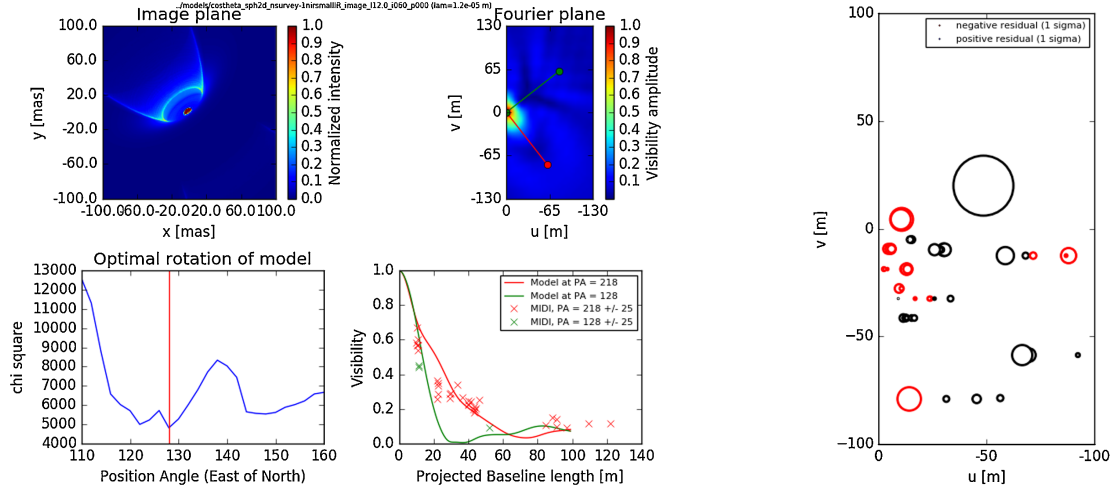 ../models/costheta_sph2d_nsurvey-1nirsmallIR_image_l12.0_i060_p000 (lam=1.2e-05 m)
Image plane
100.0
60.0
20.0
-20.0
-60.0
-100.0
y [mas]
-100.0-60.0-20.0 20.0 60.0 100.0
x [mas]
1.0
0.9
0.8
0.7
0.6
0.5
0.4
0.3
0.2
0.1
0.0
Normalized intensity
Fourier plane
130
65
0
-65
-130
v [m]
0 -65 -130
u [m]
1.0
0.9
0.8
0.7
0.6
0.5
0.4
0.3
0.2
0.1
Visibility amplitude
Optimal rotation of model
13000
12000
11000
10000
9000
8000
7000
6000
5000
4000
chi square
110 120 130 140 150 160
Position Angle (East of North)
1.0
0.8
0.6
0.4
0.2
0.0
Visibility
Model at PA = 218
Model at PA = 128
MIDI, PA = 218 +/- 25
MIDI, PA = 128 +/- 25
0 20 40 60 80 100 120 140
Projected Baseline length [m]
negative residual (1 sigma)
positive residual (1 sigma)
100
50
0
−50
−100
v [m]
0 -50 -100
u [m]